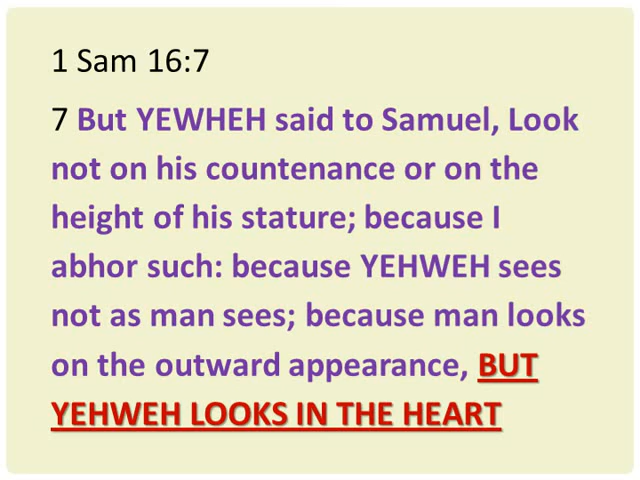 1 Sam 16:7
7 But YEWHEH said to Samuel, Look
not on his countenance or on the
height of his stature; because I
abhor such: because YEHWEH sees
not as man sees; because man looks
on the outward appearance, BUT
YEHWEH LOOKS IN THE HEART